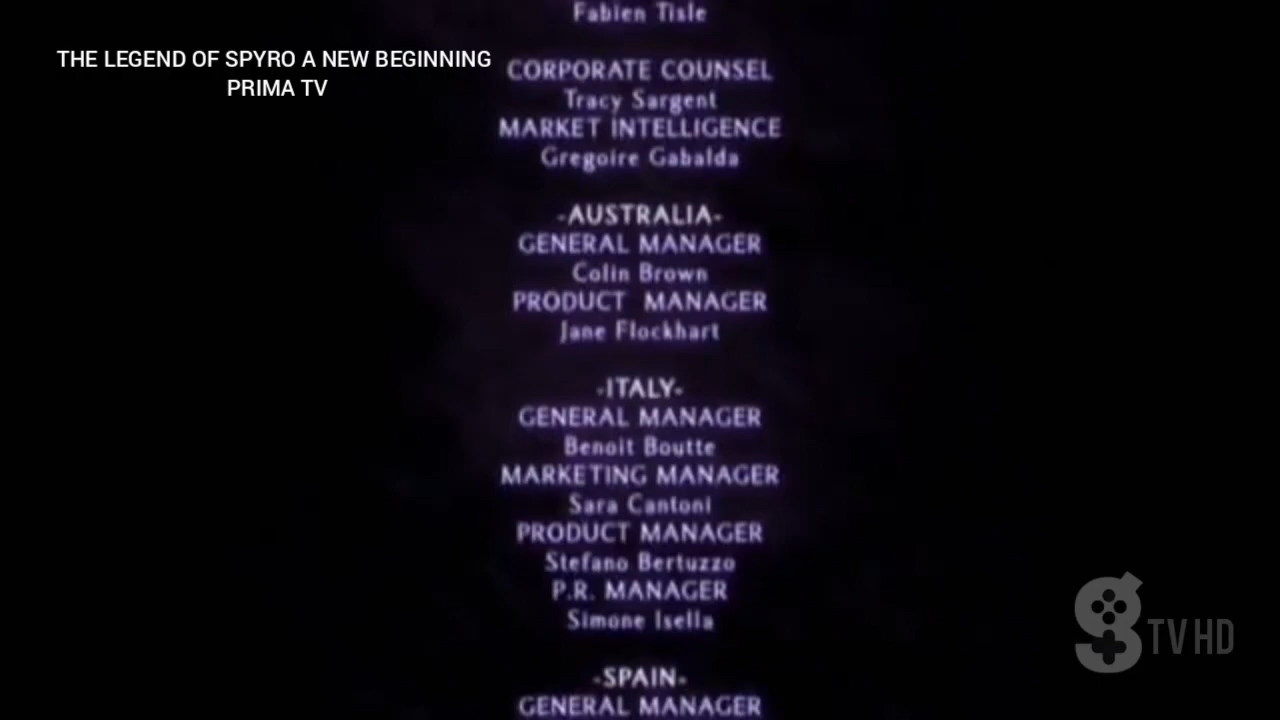 THE LEGEND OF SPYRO A NEW BEGINNING
PRIMA TV
Fabien Tisle
CORPORATE COUNSEL
Tracy Sargent
MARKET INTELLIGENCE
Gregoire Gabalda
-AUSTRALIA-
GENERAL MANAGER
Colin Brown
PRODUCT MANAGER
Jane Flockhart
-ITALY-
GENERAL MANAGER
Benoit Boutte
MARKETING MANAGER
Sara Cantoni
PRODUCT MANAGER
Stefano Bertuzzo
P.R. MANAGER
Simone Isella
-SPAIN-
GENERAL MANAGER
g TV HD